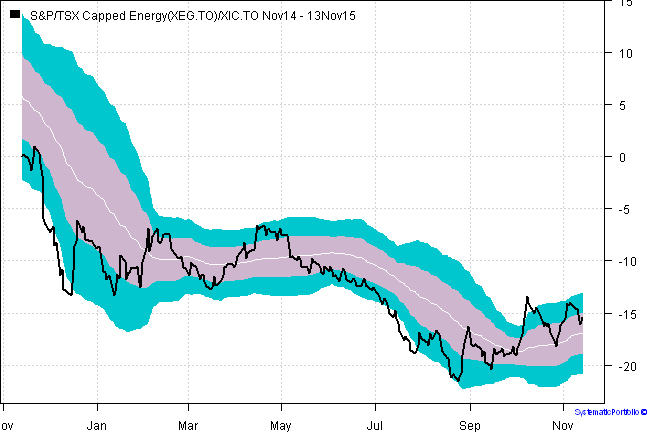 S&P/TSX Capped Energy(XEG.TO)/XIC.TO Nov14 - 13Nov15
15
10
5
0
-5
-10
-15
-20
ov Jan Mar May Jul Sep Nov
SystematicPortfolio ©